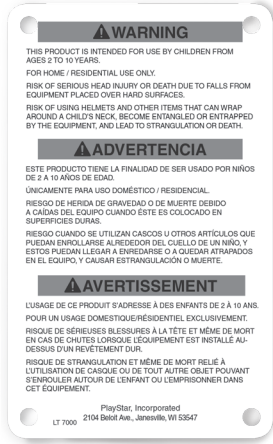 ⚠WARNING
THIS PRODUCT IS INTENDED FOR USE BY CHILDREN FROM
AGES 2 TO 10 YEARS.
FOR HOME / RESIDENTIAL USE ONLY.
RISK OF SERIOUS HEAD INJURY OR DEATH DUE TO FALLS FROM
EQUIPMENT PLACED OVER HARD SURFACES.
RISK OF USING HELMETS AND OTHER ITEMS THAT CAN WRAP
AROUND A CHILD'S NECK, BECOME ENTANGLED OR ENTRAPPED
BY THE EQUIPMENT, AND LEAD TO STRANGULATION OR DEATH.
⚠ADVERTENCIA
ESTE PRODUCTO TIENE LA FINALIDAD DE SER USADO POR NIÑOS
DE 2 A 10 AÑOS DE EDAD.
ÚNICAMENTE PARA USO DOMÉSTICO / RESIDENCIAL.
RIESGO DE HERIDA DE GRAVEDAD O DE MUERTE DEBIDO
A CAÍDAS DEL EQUIPO CUANDO ÉSTE ES COLOCADO EN
SUPERFICIES DURAS.
RIESGO CUANDO SE UTILIZAN CASCOS U OTROS ARTÍCULOS QUE
PUEDAN ENROLLARSE ALREDEDOR DEL CUELLO DE UN NIÑO, Y
ESTOS PUEDAN LLEGAR A ENREDARSE O A QUEDAR ATRAPADOS
EN EL EQUIPO, Y CAUSAR ESTRANGULACIÓN O MUERTE.
⚠AVERTISSEMENT
L'USAGE DE CE PRODUIT S'ADRESSE À DES ENFANTS DE 2 À 10 ANS.
POUR UN USAGE DOMESTIQUE/RÉSIDENTIEL EXCLUSIVEMENT.
RISQUE DE SÉRIEUSES BLESSURES À LA TÊTE ET MÊME DE MORT
EN CAS DE CHUTES LORSQUE L'ÉQUIPEMENT EST INSTALLÉ AU-
DESSUS D'UN REVÊTEMENT DUR.
RISQUE DE STRANGULATION ET MÊME DE MORT RELIÉ À
L'UTILISATION DE CASQUE OU DE TOUT AUTRE OBJET POUVANT
S'ENROULER AUTOUR DE L'ENFANT OU L'EMPRISONNER DANS
CET ÉQUIPEMENT.
PlayStar, Incorporated
LT 7000 2104 Beloit Ave., Janesville, WI 53547